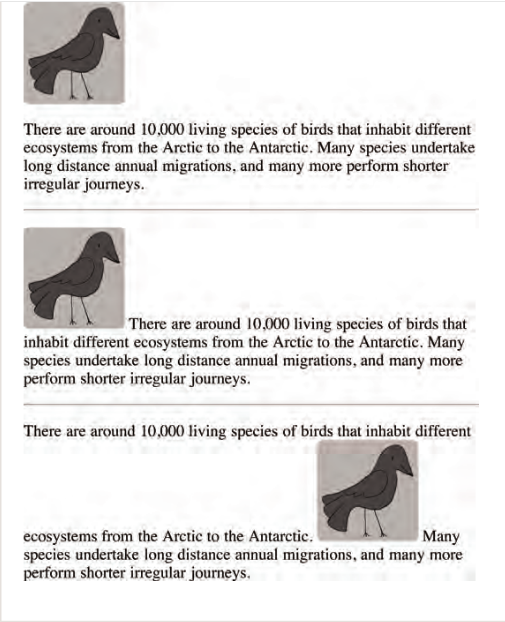 There are around 10,000 living species of birds that inhabit different
ecosystems from the Arctic to the Antarctic. Many species undertake
long distance annual migrations, and many more perform shorter
irregular journeys.
There are around 10,000 living species of birds that
inhabit different ecosystems from the Arctic to the Antarctic. Many
species undertake long distance annual migrations, and many more
perform shorter irregular journeys.
There are around 10,000 living species of birds that inhabit different
ecosystems from the Arctic to the Antarctic. Many
species undertake long distance annual migrations, and many more
perform shorter irregular journeys.